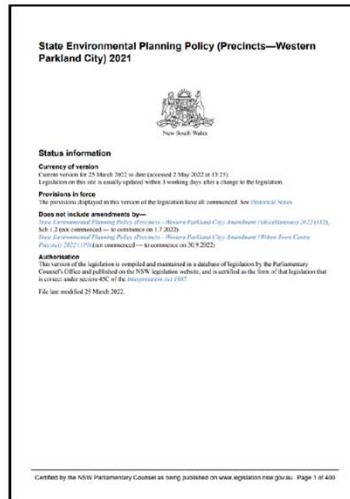 State Environmental Planning Policy (Precincts—Western
Parkland City) 2021
New South Wales
Status information
Currency of version
Current version for 25 March 2022 to date (accessed 2 May 2022 at 13:23)
Legislation on this site is usually updated within 3 working days after a change to the legislation.
Provisions in force
The provisions displayed in this version of the legislation have all commenced. See Historical Notes
Does not include amendments by—
State Environmental Planning Policy (Precincts—Western Parkland City) Amendment (Miscellaneous) 2022 (112),
Sch 1.2 (not commenced — to commence on 1.7.2022)
State Environmental Planning Policy (Precincts—Western Parkland City) Amendment (Wilton Town Centre
Precinct) 2022 (119) (not commenced — to commence on 30.9.2022)
Authorisation
This version of the legislation is compiled and maintained in a database of legislation by the Parliamentary
Counsel's Office and published on the NSW legislation website, and is certified as the form of that legislation that
is correct under section 45C of the Interpretation Act 1987.
File last modified 25 March 2022.
Certified by the NSW Parliamentary Counsel as being published on www.legislation.nsw.gov.au Page 1 of 400